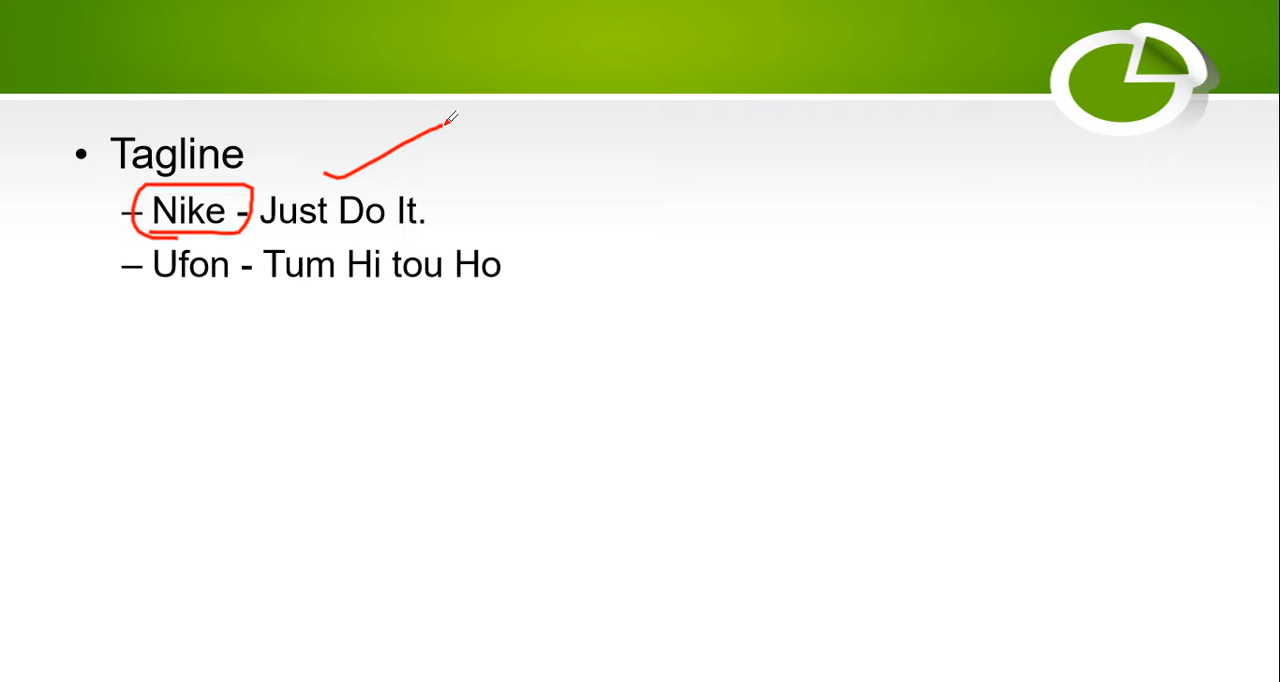 • Tagline
– Nike - Just Do It.
– Ufon - Tum Hi tou Ho